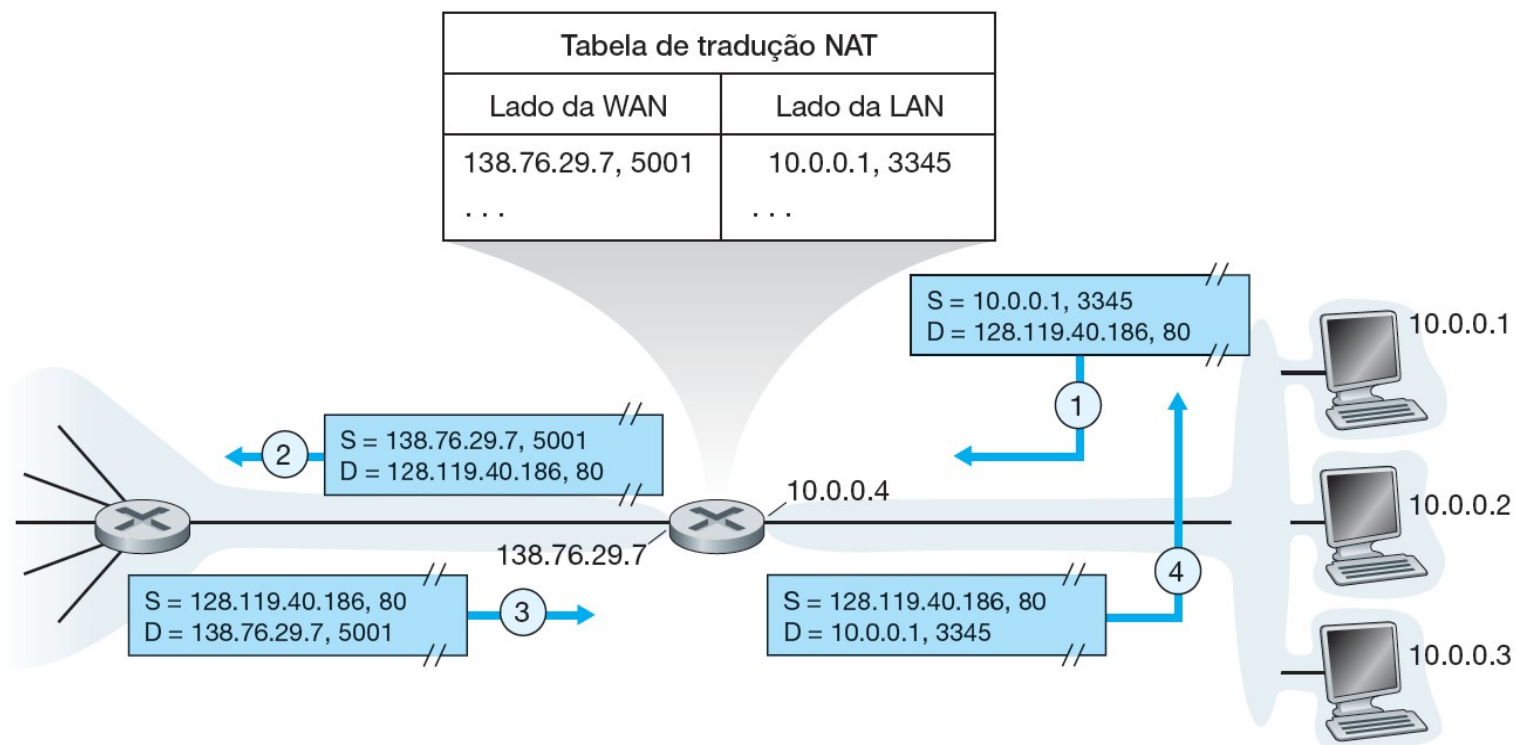 Tabela de tradução NAT
Lado da WAN
Lado da LAN
138.76.29.7, 5001
10.0.0.1, 3345
. . .
. . .
S = 10.0.0.1, 3345
D = 128.119.40.186, 80
1
10.0.0.1
S = 138.76.29.7, 5001
D = 128.119.40.186, 80
2
10.0.0.4
10.0.0.2
138.76.29.7
S = 128.119.40.186, 80
D = 138.76.29.7, 5001
3
S = 128.119.40.186, 80
D = 10.0.0.1, 3345
4
10.0.0.3